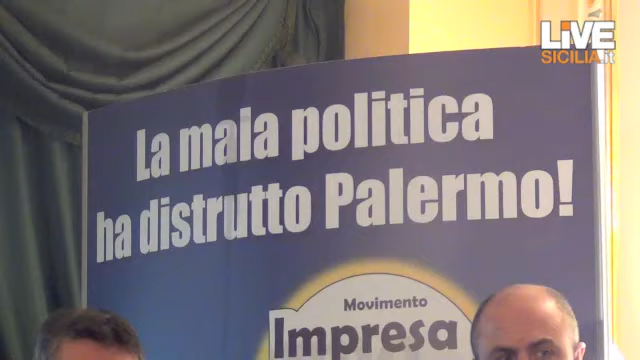 LiVE
SICILIA.it
La mala politica
ha distrutto Palermo!
Movimento
Impresa